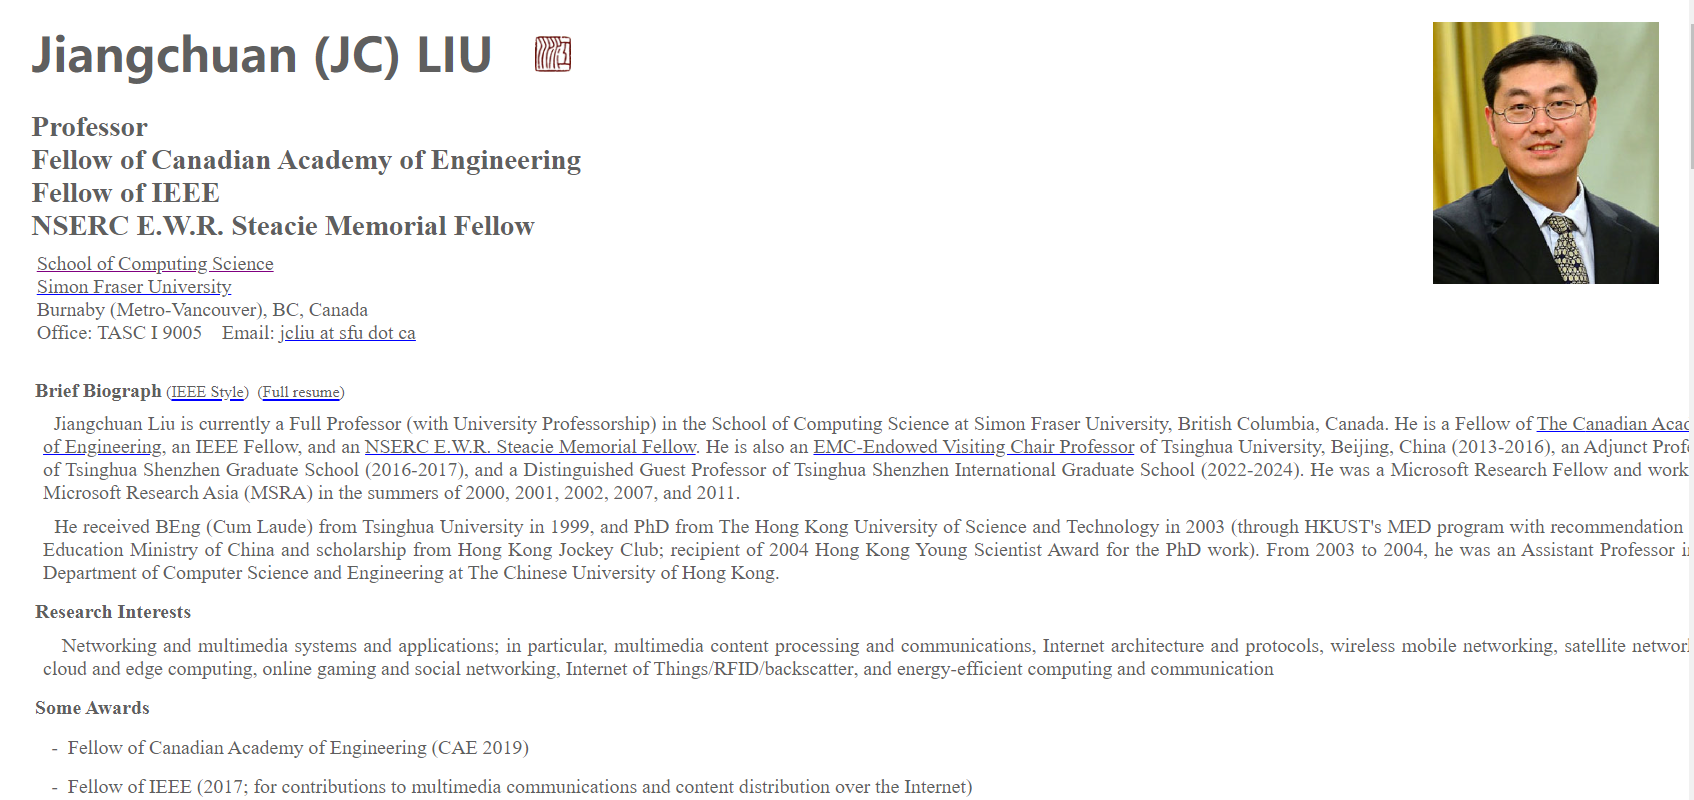 Jiangchuan (JC) LIU
Professor
Fellow of Canadian Academy of Engineering
Fellow of IEEE
NSERC E.W.R. Steacie Memorial Fellow
School of Computing Science
Simon Fraser University
Burnaby (Metro-Vancouver), BC, Canada
Office: TASC I 9005 Email: jcliu at sfu dot ca
Brief Biograph (IEEE Style) (Full resume)
Jiangchuan Liu is currently a Full Professor (with University Professorship) in the School of Computing Science at Simon Fraser University, British Columbia, Canada. He is a Fellow of The Canadian
of Engineering, an IEEE Fellow, and an NSERC E.W.R. Steacie Memorial Fellow. He is also an EMC-Endowed Visiting Chair Professor of Tsinghua University, Beijing, China (2013-2016), an Adjunct
of Tsinghua Shenzhen Graduate School (2016-2017), and a Distinguished Guest Professor of Tsinghua Shenzhen International Graduate School (2022-2024). He was a Microsoft Research Fellow and work
Microsoft Research Asia (MSRA) in the summers of 2000, 2001, 2002, 2007, and 2011.
He received BEng (Cum Laude) from Tsinghua University in 1999, and PhD from The Hong Kong University of Science and Technology in 2003 (through HKUST's MED program with recommendation
Education Ministry of China and scholarship from Hong Kong Jockey Club; recipient of 2004 Hong Kong Young Scientist Award for the PhD work). From 2003 to 2004, he was an Assistant Professor
Department of Computer Science and Engineering at The Chinese University of Hong Kong.
Research Interests
Networking and multimedia systems and applications; in particular, multimedia content processing and communications, Internet architecture and protocols, wireless mobile networking, satellite
cloud and edge computing, online gaming and social networking, Internet of Things/RFID/backscatter, and energy-efficient computing and communication
Some Awards
- Fellow of Canadian Academy of Engineering (CAE 2019)
- Fellow of IEEE (2017; for contributions to multimedia communications and content distribution over the Internet)